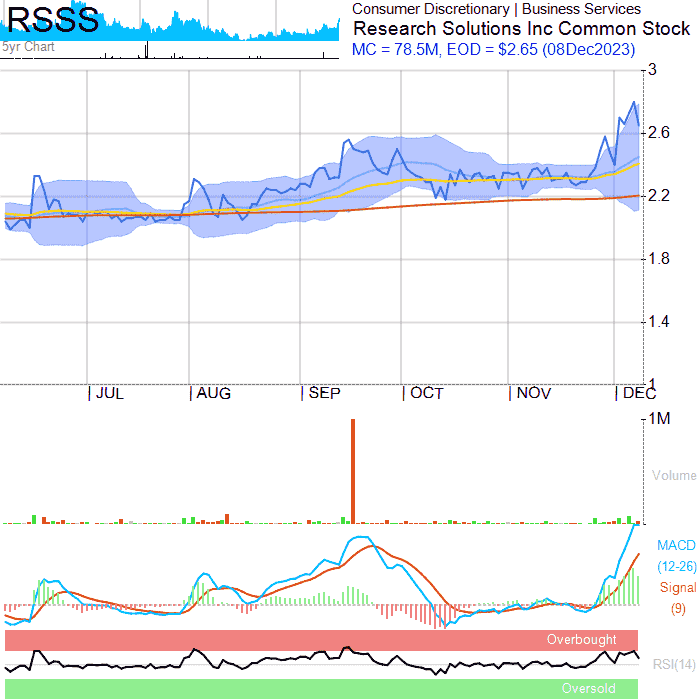 RSSS
5yr Chart
Consumer Discretionary | Business Services
Research Solutions Inc Common Stock
MC = 78.5M, EOD = $2.65 (08Dec2023)
3
2.6
2.2
1.8
1.4
1
JUL AUG SEP OCT NOV DEC
1M
Volume
MACD
(12-26)
Signal
(9)
Overbought
RSI(14)
Oversold